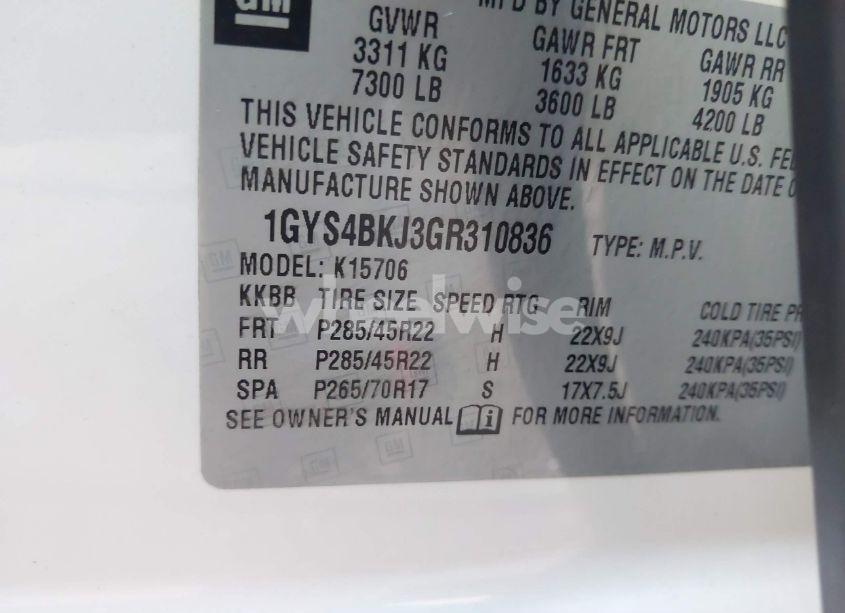 GM
MFD BY GENERAL MOTORS LLC
GVWR GAWR FRT GAWR RR
3311 KG 1633 KG 1905 KG
7300 LB 3600 LB 4200 LB
THIS VEHICLE CONFORMS TO ALL APPLICABLE U.S.
VEHICLE SAFETY STANDARDS IN EFFECT ON THE DATE
MANUFACTURE SHOWN ABOVE.
1GYS4BKJ3GR310836 TYPE: M.P.V.
MODEL: K15706
KKBB TIRE SIZE SPEED RTG RIM COLD TIRE
FRT P285/45R22 H 22X9J 240KPA(35PSI)
RR P285/45R22 H 22X9J 240KPA(35PSI)
SPA P265/70R17 S 17X7.5J 240KPA(35PSI)
SEE OWNER'S MANUAL i FOR MORE INFORMATION.
wheelwise